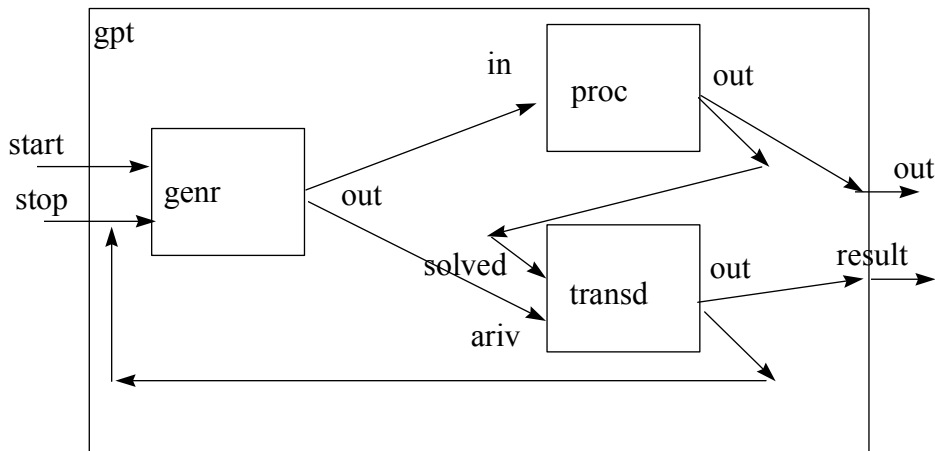 gpt
in
proc
out
start
stop
genr
out
out
solved
ariv
transd
out
result